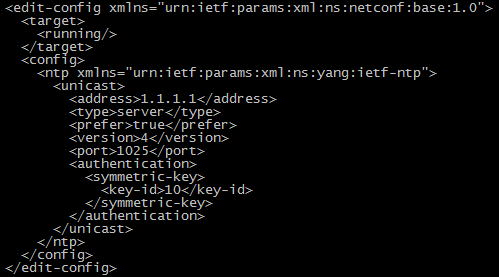 <edit-config xmlns="urn:ietf:params:xml:ns:netconf:base:1.0">
  <target>
    <running/>
  </target>
  <config>
    <ntp xmlns="urn:ietf:params:xml:ns:yang:ietf-ntp">
      <unicast>
        <address>1.1.1.1</address>
        <type>server</type>
        <prefer>true</prefer>
        <version>4</version>
        <port>1025</port>
        <authentication>
          <symmetric-key>
            <key-id>10</key-id>
          </symmetric-key>
        </authentication>
      </unicast>
    </ntp>
  </config>
</edit-config>